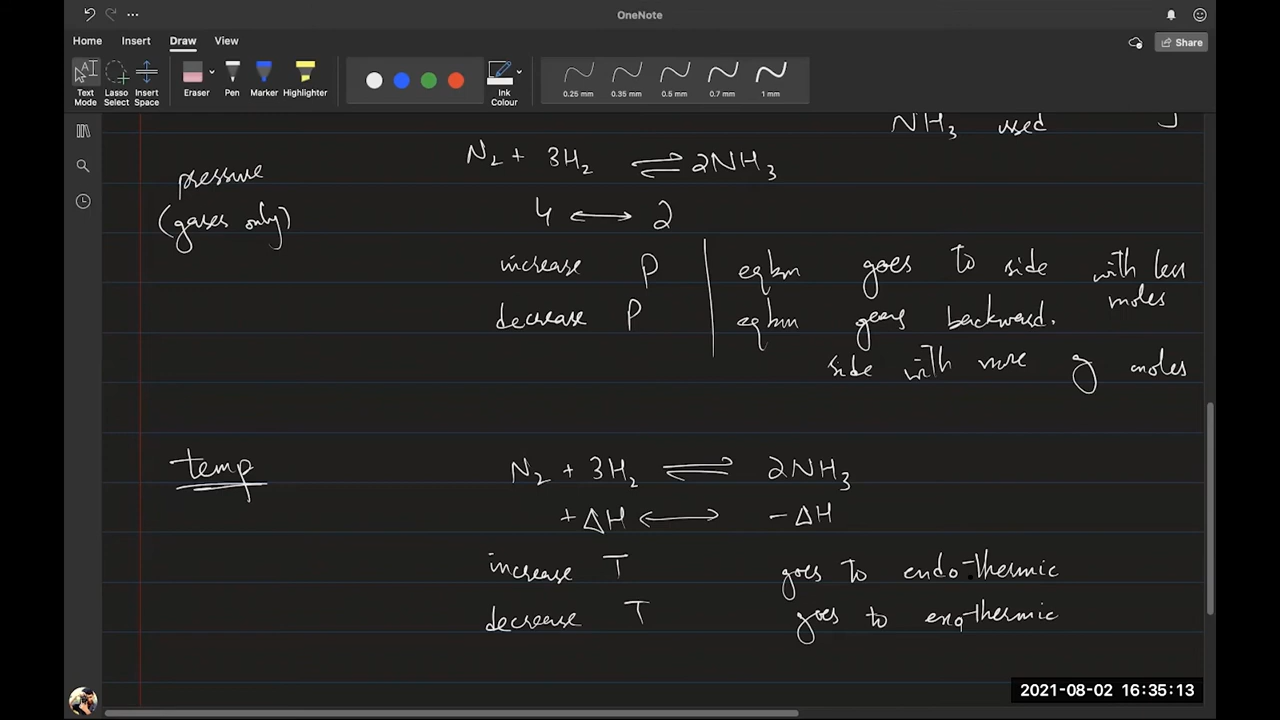 OneNote
Home Insert Draw View
Share
Text Mode
Lasso Select
Insert Space
Eraser
Pen
Marker
Highlighter
Ink Colour
0.25 mm 0.35 mm 0.5 mm 0.7 mm 1 mm
NH3 used
N2 + 3H2 ⇌ 2NH3
pressure
(gases only)
4 ⟷ 2
increase P | eqbm goes to side with less moles
decrease P | eqbm goes backward.
side with more g moles
temp
N2 + 3H2 ⇌ 2NH3
+ ΔH ⟷ - ΔH
increase T goes to endothermic
decrease T goes to exothermic
2021-08-02 16:35:13